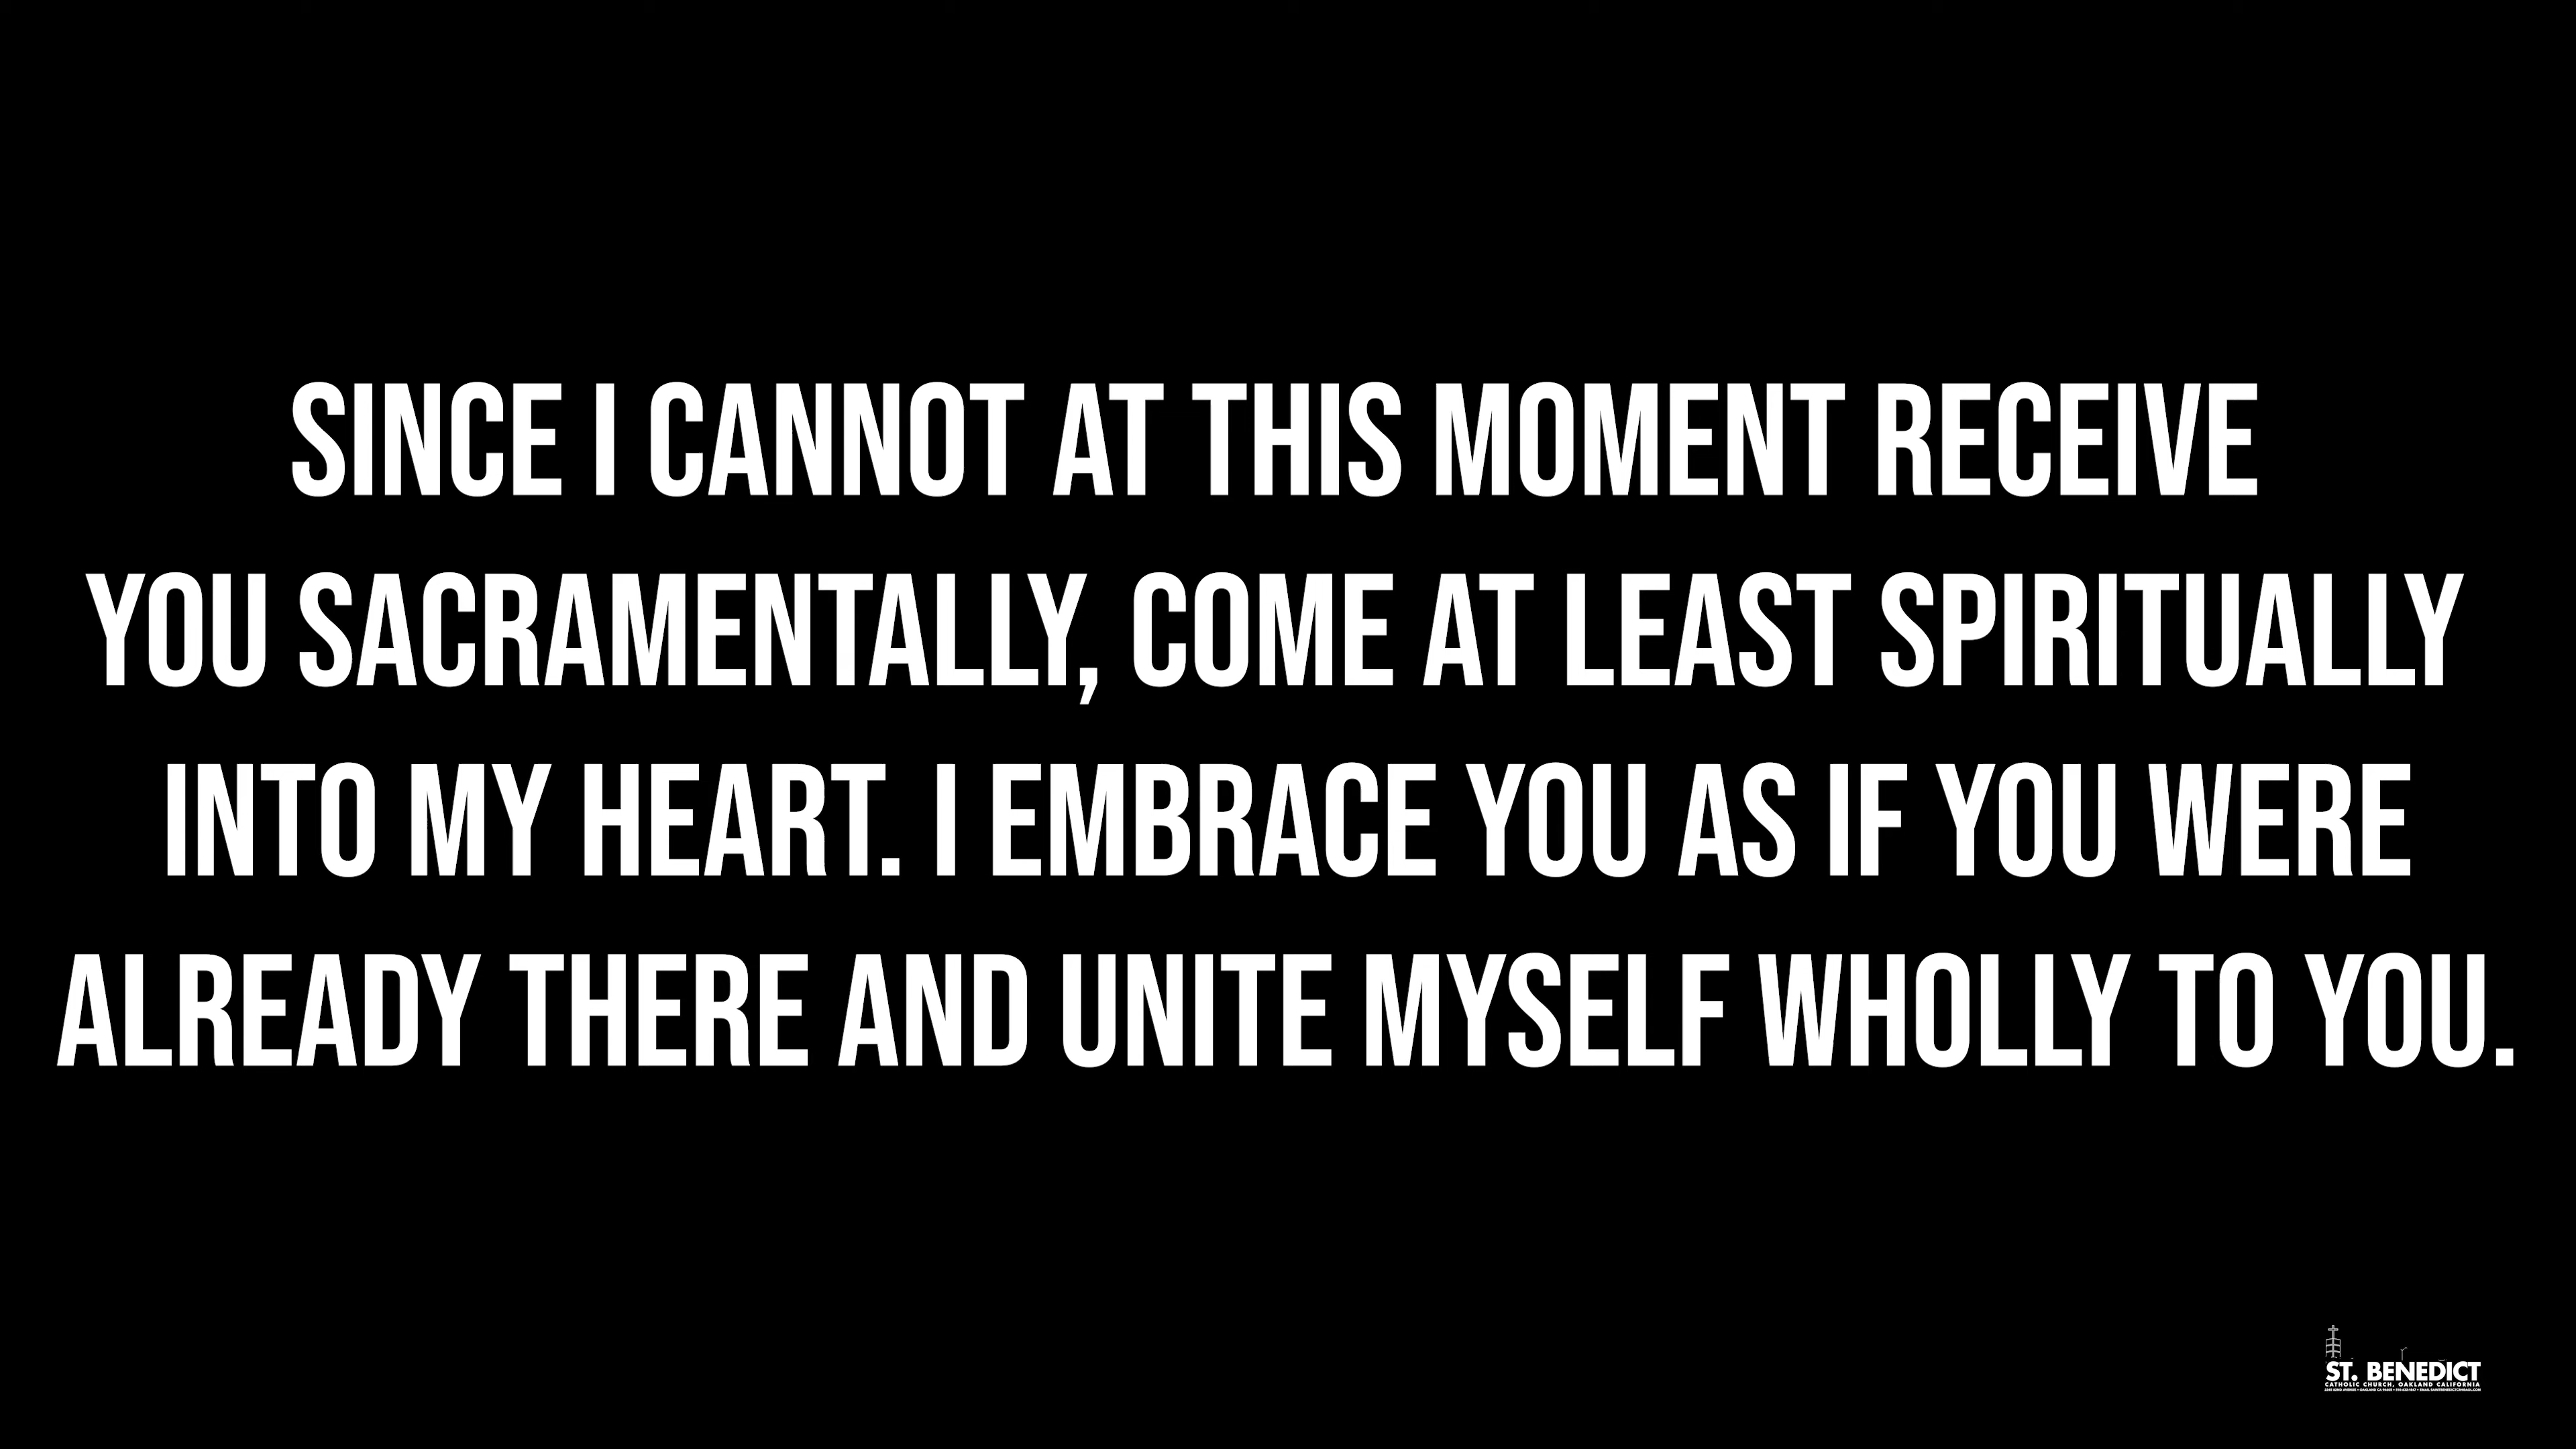 SINCE I CANNOT AT THIS MOMENT RECEIVE
YOU SACRAMENTALLY, COME AT LEAST SPIRITUALLY
INTO MY HEART. I EMBRACE YOU AS IF YOU WERE
ALREADY THERE AND UNITE MYSELF WHOLLY TO YOU.
ST. BENEDICT
CATHOLIC CHURCH, OAKLAND CALIFORNIA